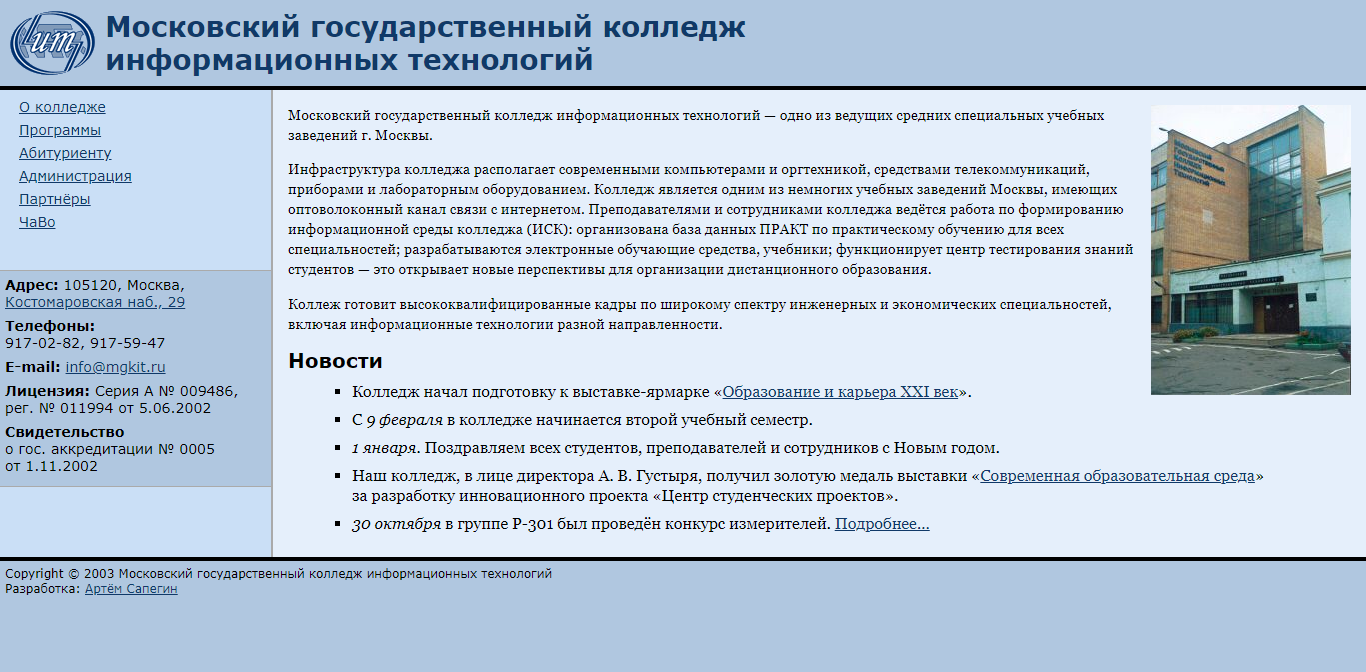 ит
Московский государственный колледж
информационных технологий
О колледже
Программы
Абитуриенту
Администрация
Партнёры
ЧаВо
Адрес: 105120, Москва,
Костомаровская наб., 29
Телефоны:
917-02-82, 917-59-47
E-mail: info@mgkit.ru
Лицензия: Серия А № 009486,
рег. № 011994 от 5.06.2002
Свидетельство
о гос. аккредитации № 0005
от 1.11.2002
Московский государственный колледж информационных технологий — одно из ведущих средних специальных учебных
заведений г. Москвы.
Инфраструктура колледжа располагает современными компьютерами и оргтехникой, средствами телекоммуникаций,
приборами и лабораторным оборудованием. Колледж является одним из немногих учебных заведений Москвы, имеющих
оптоволоконный канал связи с интернетом. Преподавателями и сотрудниками колледжа ведётся работа по формированию
информационной среды колледжа (ИСК): организована база данных ПРАКТ по практическому обучению для всех
специальностей; разрабатываются электронные обучающие средства, учебники; функционирует центр тестирования знаний
студентов — это открывает новые перспективы для организации дистанционного образования.
Коллеж готовит высококвалифицированные кадры по широкому спектру инженерных и экономических специальностей,
включая информационные технологии разной направленности.
Московский
Государственный
Колледж
Информационных
Технологий
Новости
Колледж начал подготовку к выставке-ярмарке «Образование и карьера XXI век».
С 9 февраля в колледже начинается второй учебный семестр.
1 января. Поздравляем всех студентов, преподавателей и сотрудников с Новым годом.
Наш колледж, в лице директора А. В. Густыря, получил золотую медаль выставки «Современная образовательная среда»
за разработку инновационного проекта «Центр студенческих проектов».
30 октября в группе Р-301 был проведён конкурс измерителей. Подробнее...
Copyright © 2003 Московский государственный колледж информационных технологий
Разработка: Артём Сапегин